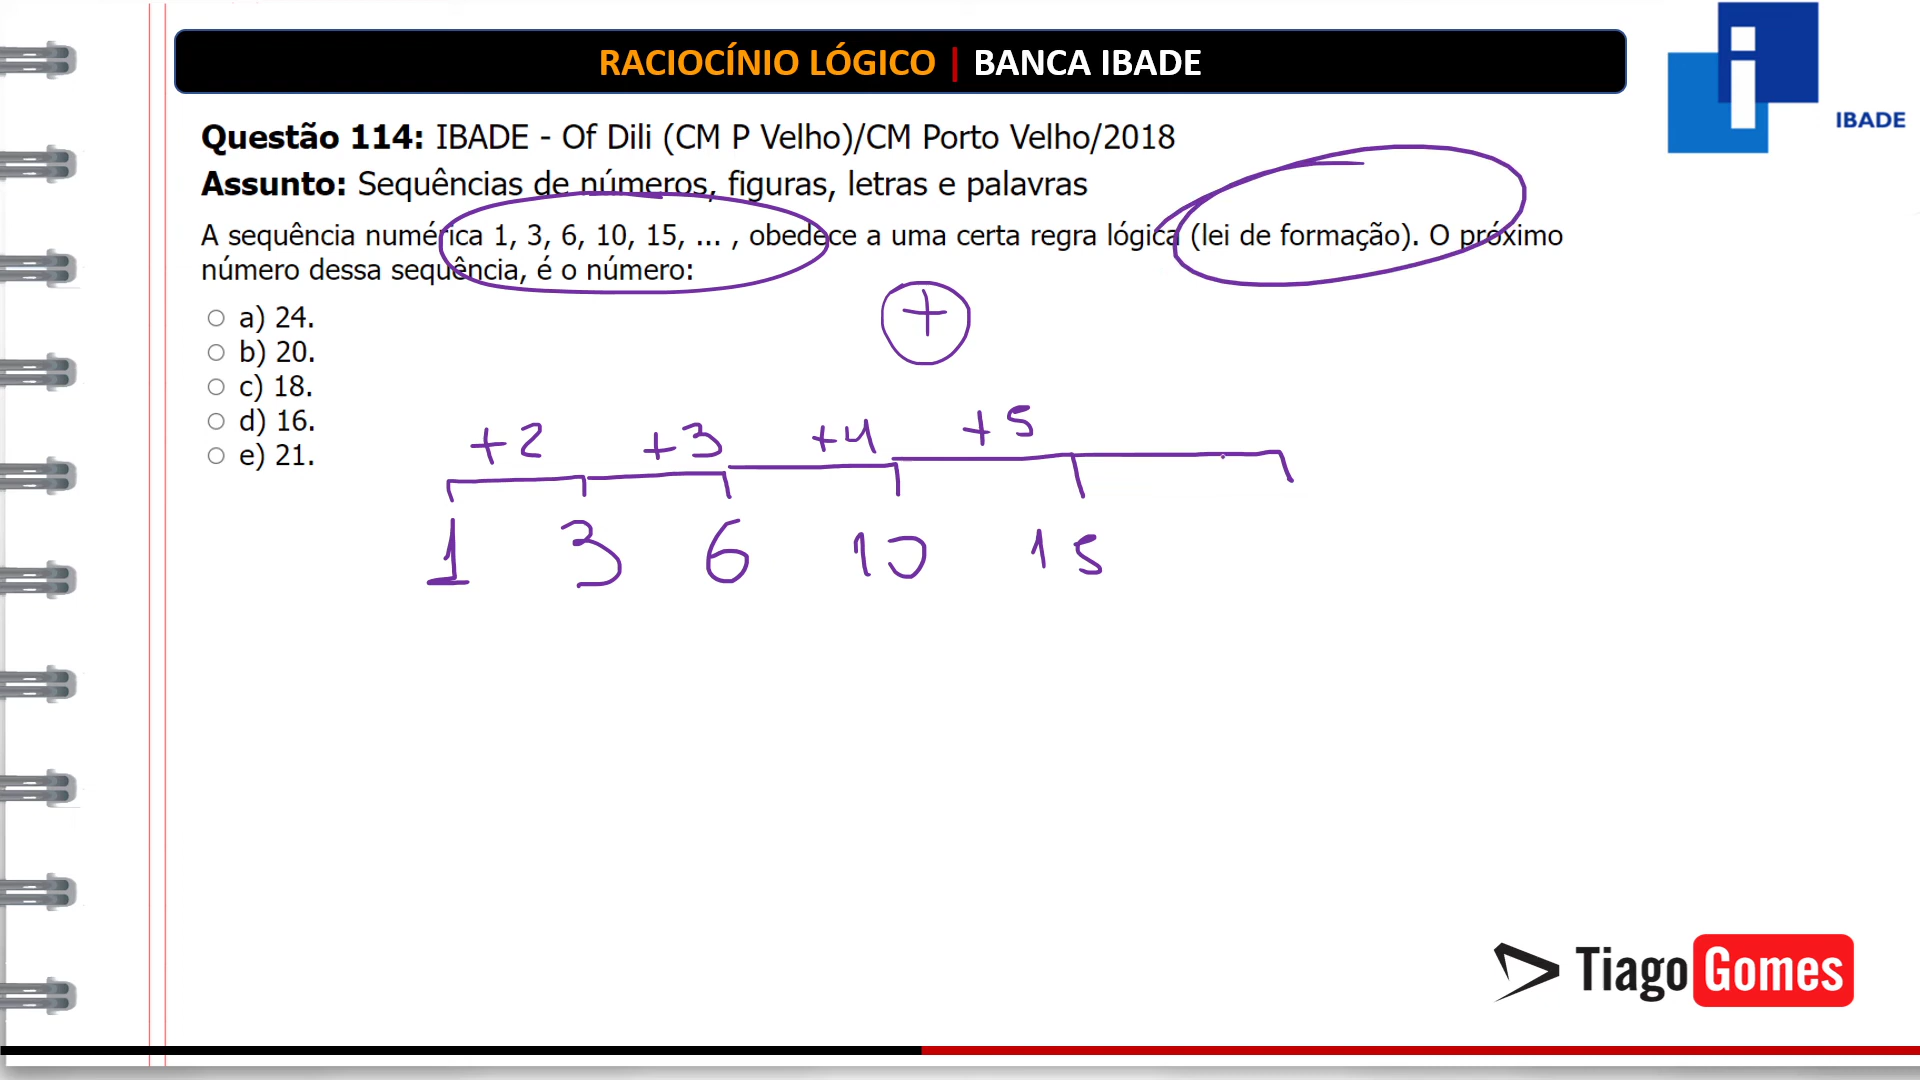 RACIOCÍNIO LÓGICO | BANCA IBADE
IBADE
Questão 114: IBADE - Of Dili (CM P Velho)/CM Porto Velho/2018
Assunto: Sequências de números, figuras, letras e palavras
A sequência numérica 1, 3, 6, 10, 15, ... , obedece a uma certa regra lógica (lei de formação). O próximo
número dessa sequência, é o número:
a) 24.
b) 20.
c) 18.
d) 16.
e) 21.
+
+2 +3 +4 +5
1 3 6 10 15
Tiago Gomes